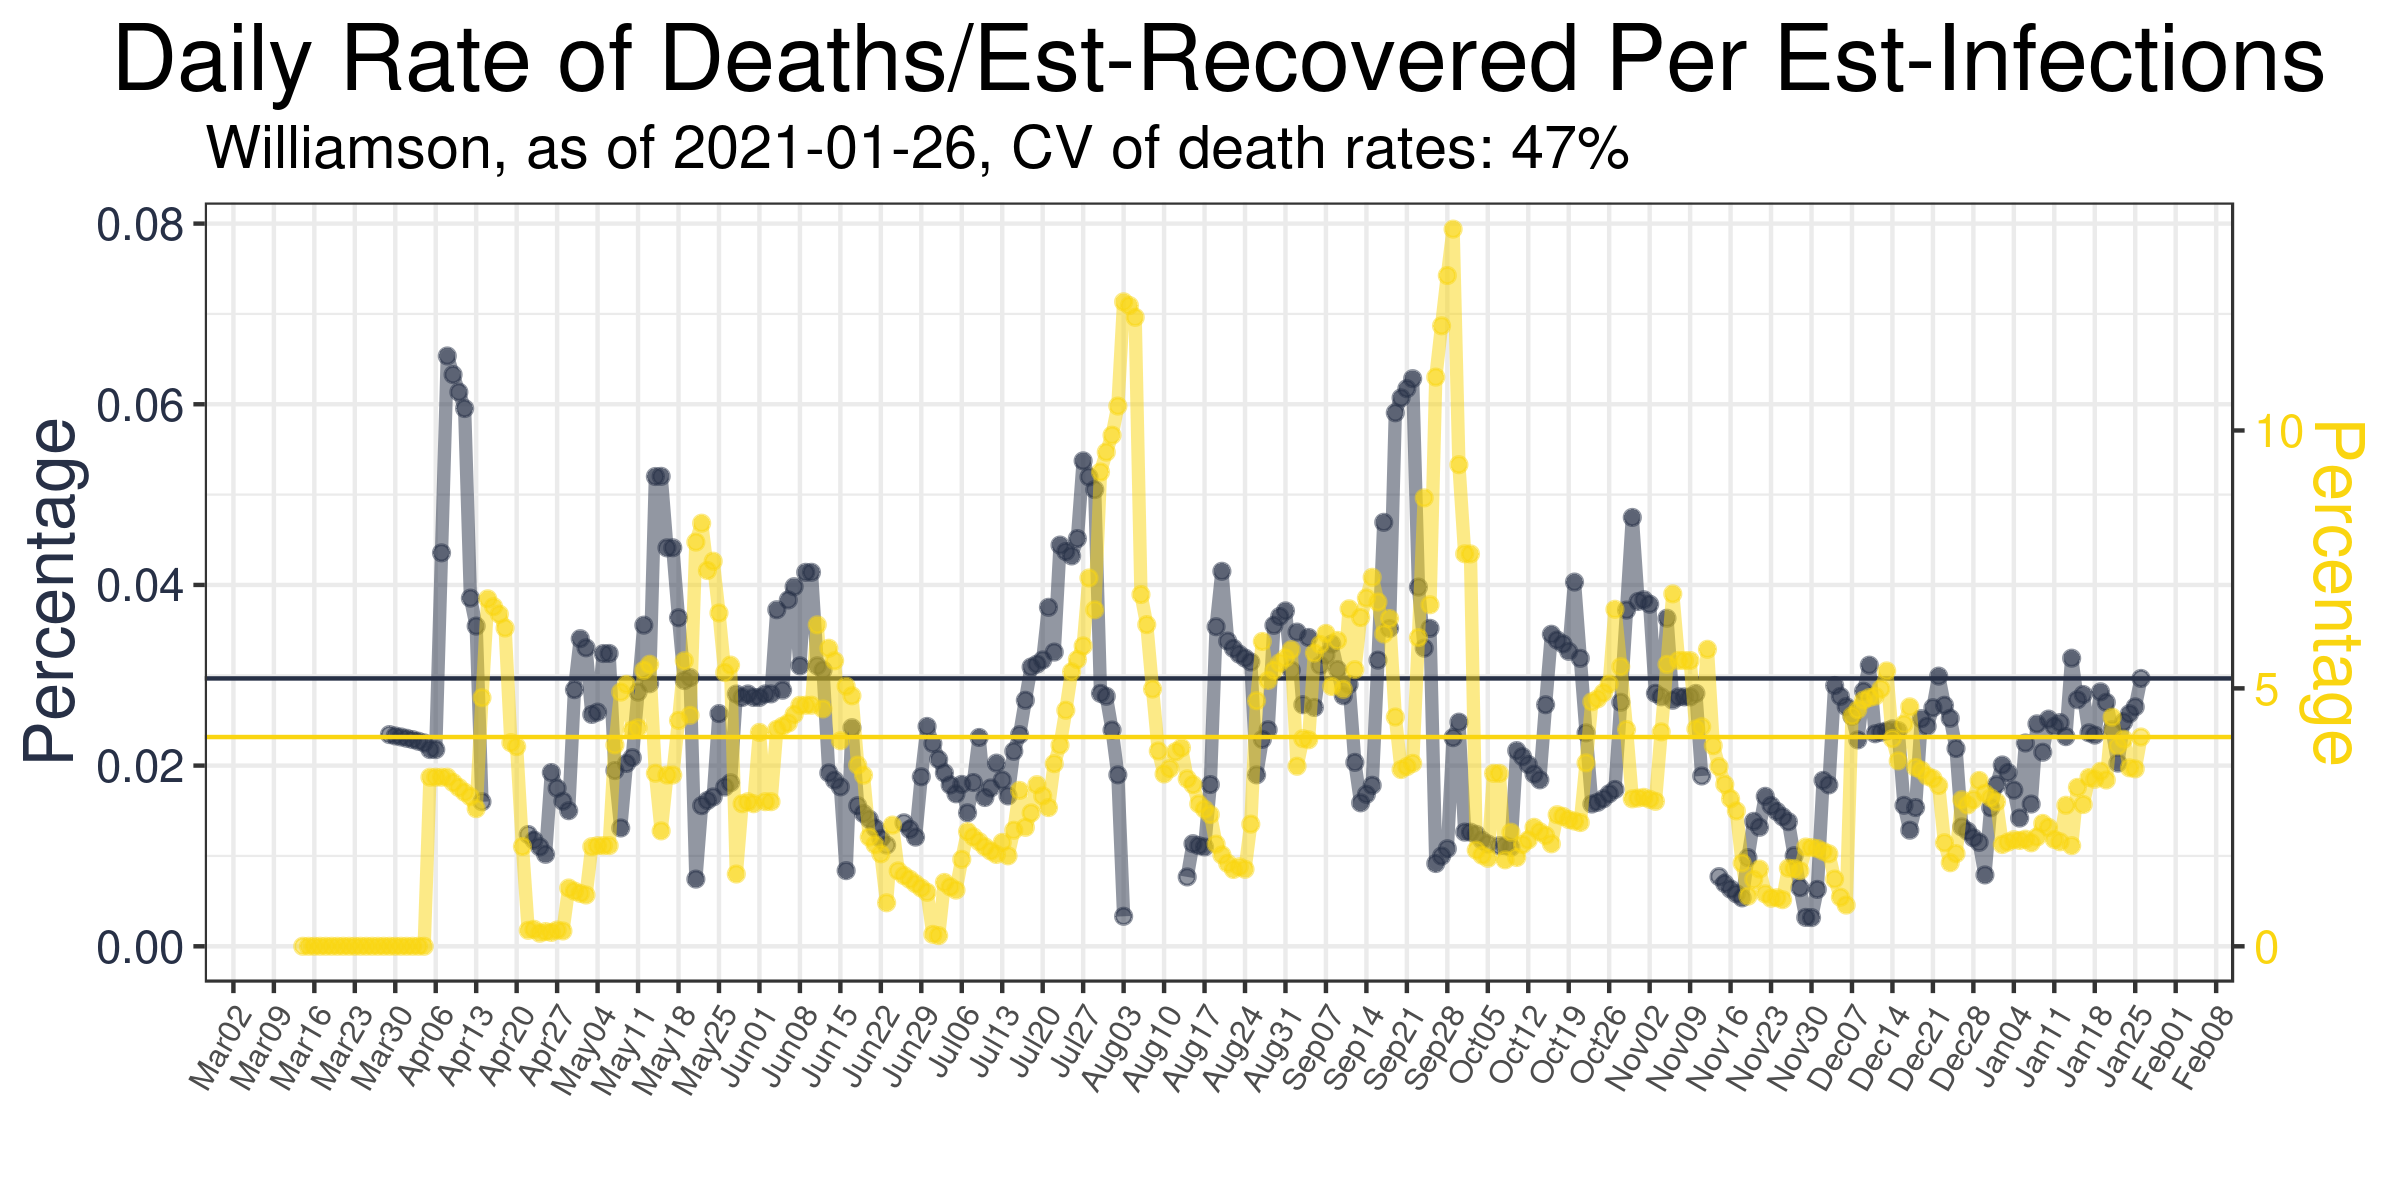 Daily Rate of Deaths/Est-Recovered Per Est-Infections
Williamson, as of 2021-01-26, CV of death rates: 47%
Percentage
0.08
0.06
0.04
0.02
0.00
10
5
0
Percentage
Mar02
Mar09
Mar16
Mar23
Mar30
Apr06
Apr13
Apr20
Apr27
May04
May11
May18
May25
Jun01
Jun08
Jun15
Jun22
Jun29
Jul06
Jul13
Jul20
Jul27
Aug03
Aug10
Aug17
Aug24
Aug31
Sep07
Sep14
Sep21
Sep28
Oct05
Oct12
Oct19
Oct26
Nov02
Nov09
Nov16
Nov23
Nov30
Dec07
Dec14
Dec21
Dec28
Jan04
Jan11
Jan18
Jan25
Feb01
Feb08